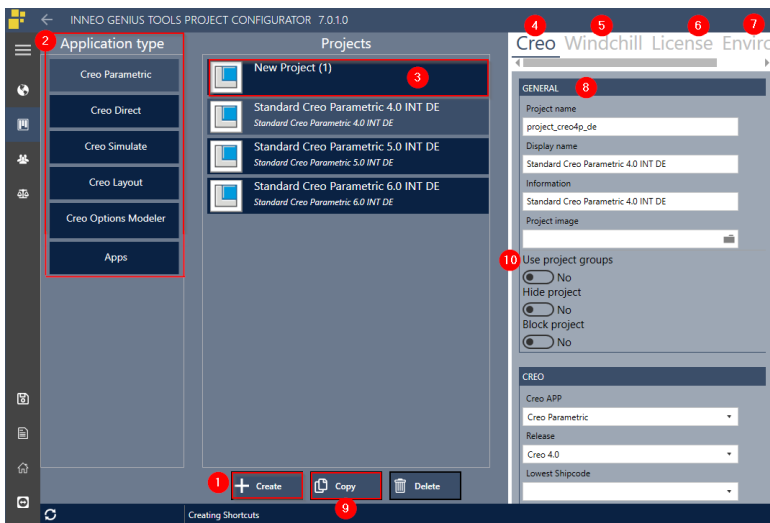 INNEO GENIUS TOOLS PROJECT CONFIGURATOR 7.0.1.0
2
Application type
Creo Parametric
Creo Direct
Creo Simulate
Creo Layout
Creo Options Modeler
Apps
Projects
New Project (1)
3
Standard Creo Parametric 4.0 INT DE
Standard Creo Parametric 4.0 INT DE
Standard Creo Parametric 5.0 INT DE
Standard Creo Parametric 5.0 INT DE
Standard Creo Parametric 6.0 INT DE
Standard Creo Parametric 6.0 INT DE
1
Create
Copy
Delete
9
Creating Shortcuts
4 5 6 7
Creo Windchill License Enviro
GENERAL 8
Project name
project_creo4p_de
Display name
Standard Creo Parametric 4.0 INT DE
Information
Standard Creo Parametric 4.0 INT DE
Project image
10 Use project groups
No
Hide project
No
Block project
No
CREO
Creo APP
Creo Parametric
Release
Creo 4.0
Lowest Shipcode